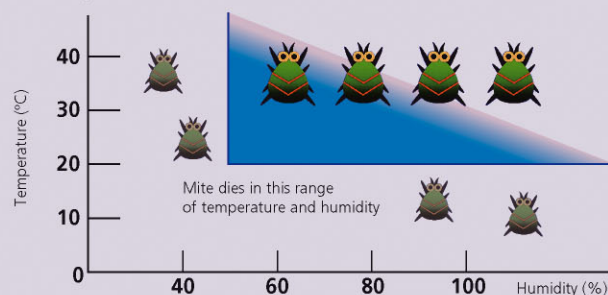 Temperature (ºC)
40
30
20
10
0
Mite dies in this range
of temperature and humidity
40
60
80
100
Humidity (%)